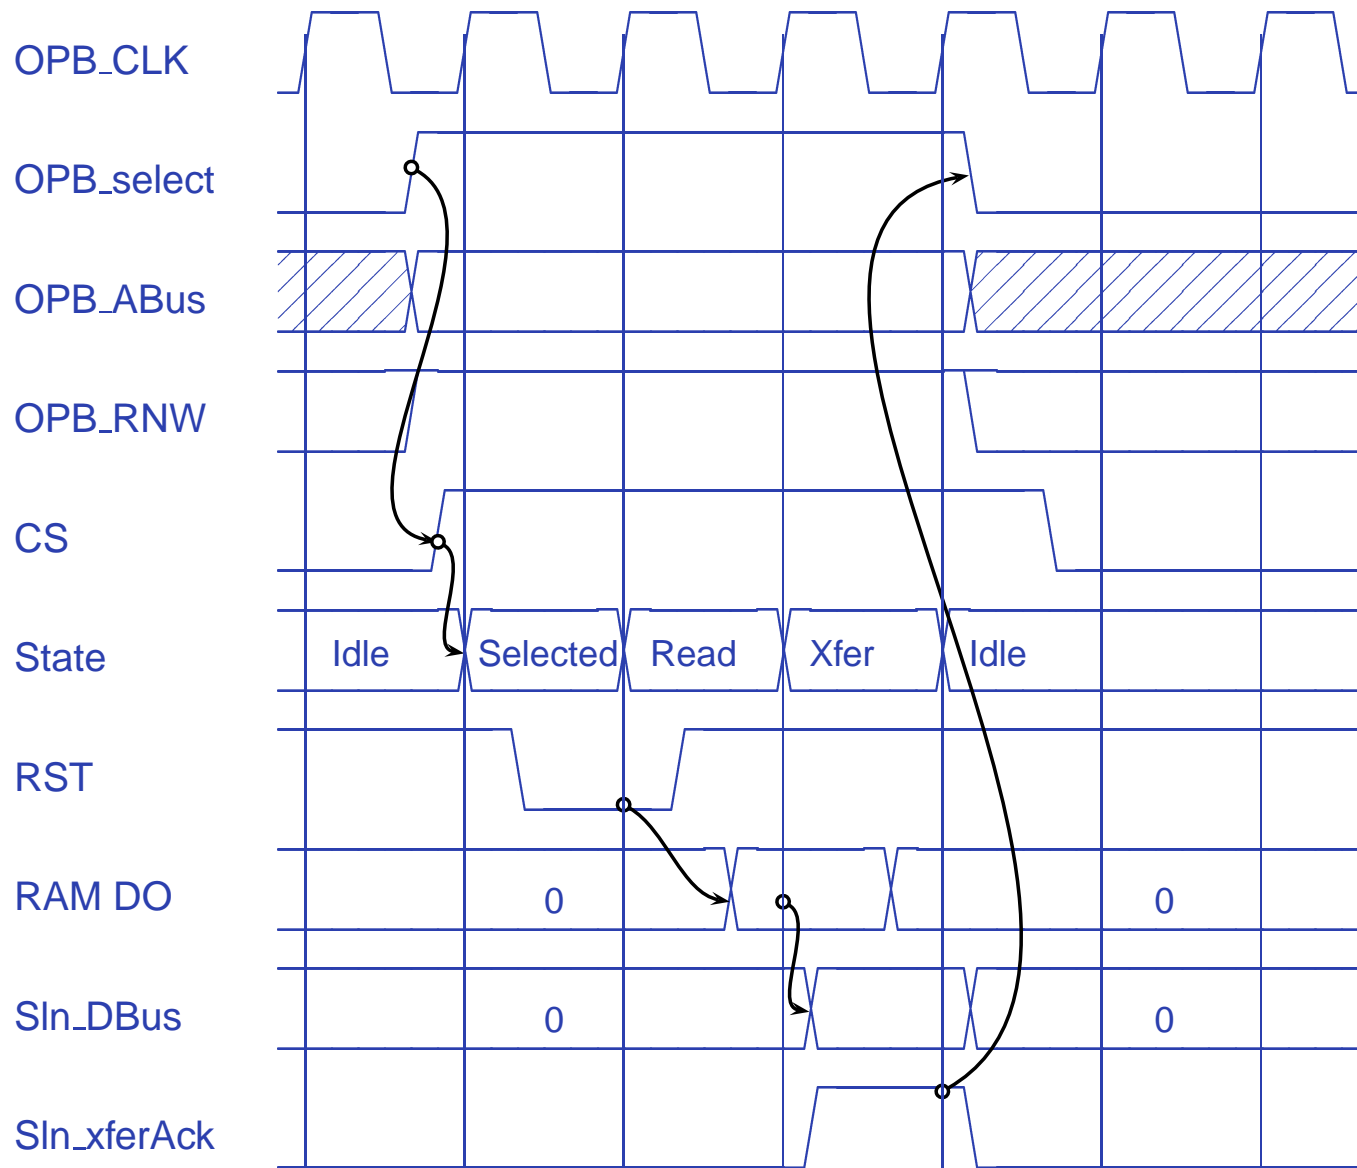 OPB_CLK
OPB_select
OPB_ABus
OPB_RNW
CS
State Idle Selected Read Xfer Idle
RST
RAM DO 0 0
Sln_DBus 0 0
Sln_xferAck